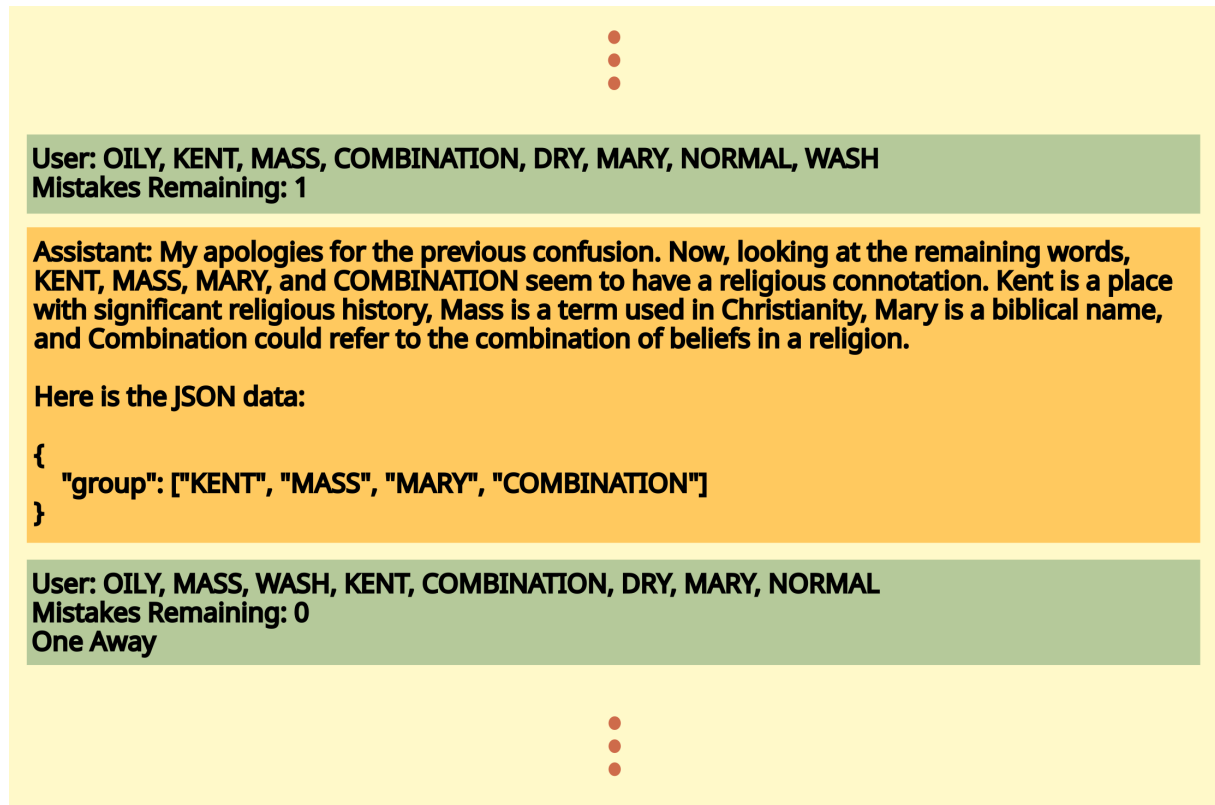 User: OILY, KENT, MASS, COMBINATION, DRY, MARY, NORMAL, WASH
Mistakes Remaining: 1
Assistant: My apologies for the previous confusion. Now, looking at the remaining words,
KENT, MASS, MARY, and COMBINATION seem to have a religious connotation. Kent is a place
with significant religious history, Mass is a term used in Christianity, Mary is a biblical name,
and Combination could refer to the combination of beliefs in a religion.
Here is the JSON data:
{
"group": ["KENT", "MASS", "MARY", "COMBINATION"]
}
User: OILY, MASS, WASH, KENT, COMBINATION, DRY, MARY, NORMAL
Mistakes Remaining: 0
One Away